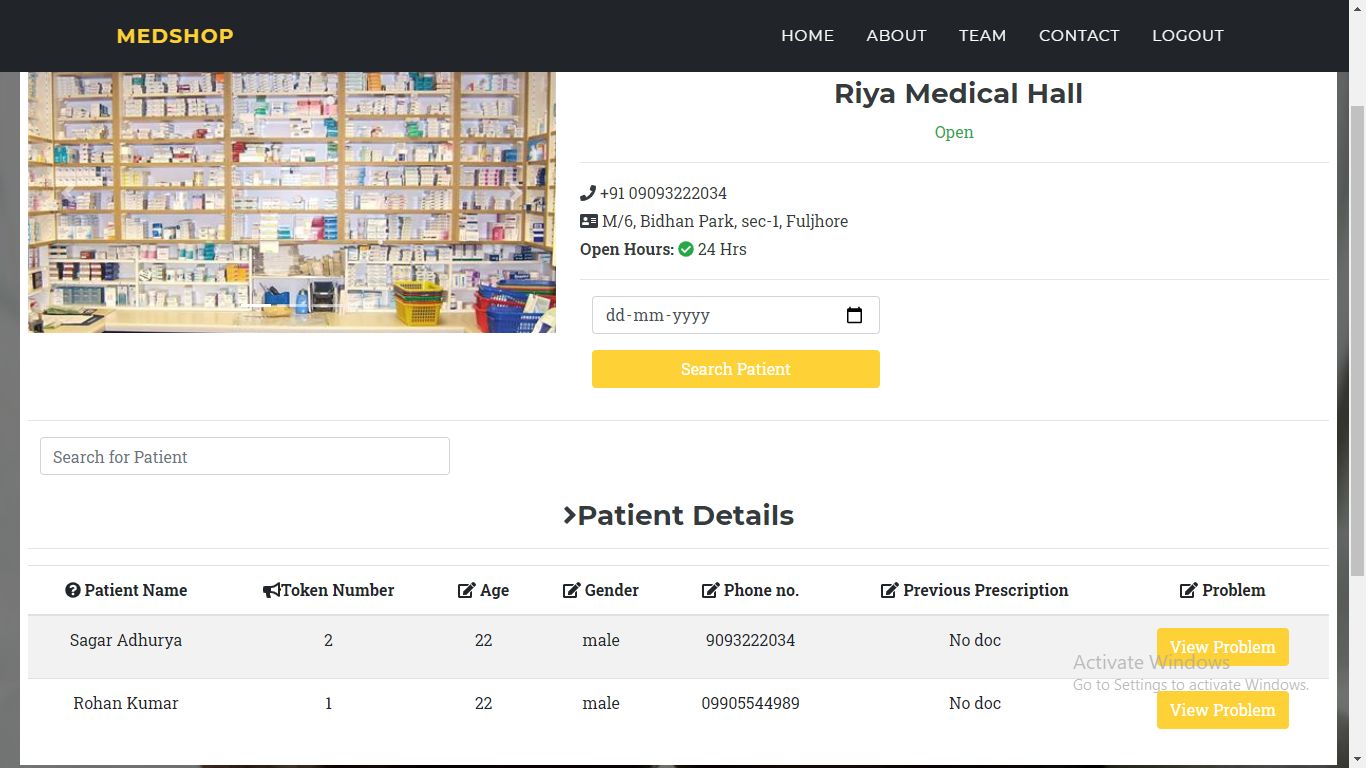 MEDSHOP HOME ABOUT TEAM CONTACT LOGOUT
Riya Medical Hall
Open
+91 09093222034
M/6, Bidhan Park, sec-1, Fuljhore
Open Hours: 24 Hrs
dd-mm-yyyy
Search Patient
Search for Patient
Patient Details
Patient Name Token Number Age Gender Phone no. Previous Prescription Problem
Sagar Adhurya 2 22 male 9093222034 No doc View Problem
Activate Windows
Go to Settings to activate Windows.
Rohan Kumar 1 22 male 09905544989 No doc View Problem